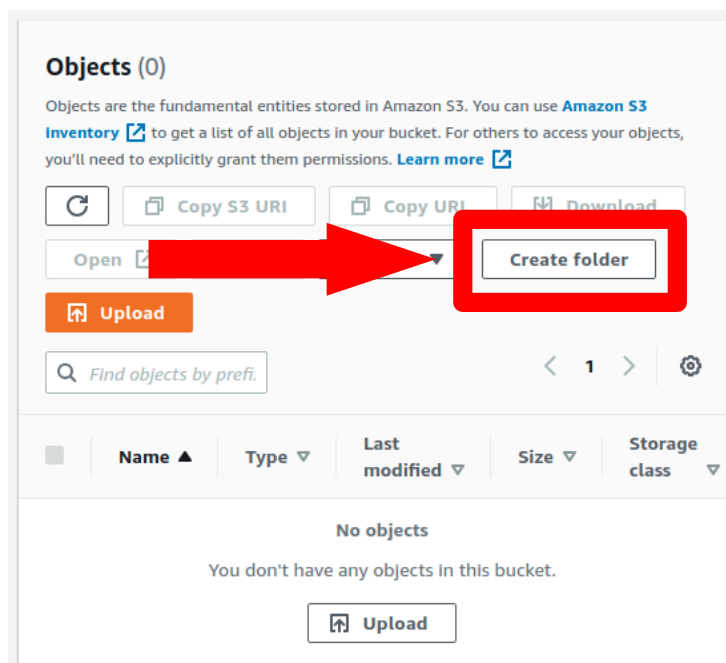 Objects (0)
Objects are the fundamental entities stored in Amazon S3. You can use Amazon S3
Inventory to get a list of all objects in your bucket. For others to access your objects,
you'll need to explicitly grant them permissions. Learn more
Copy S3 URI Copy URL Download
Open Create folder
Upload
Find objects by prefi.
1
Name Type Last modified Size Storage class
No objects
You don't have any objects in this bucket.
Upload